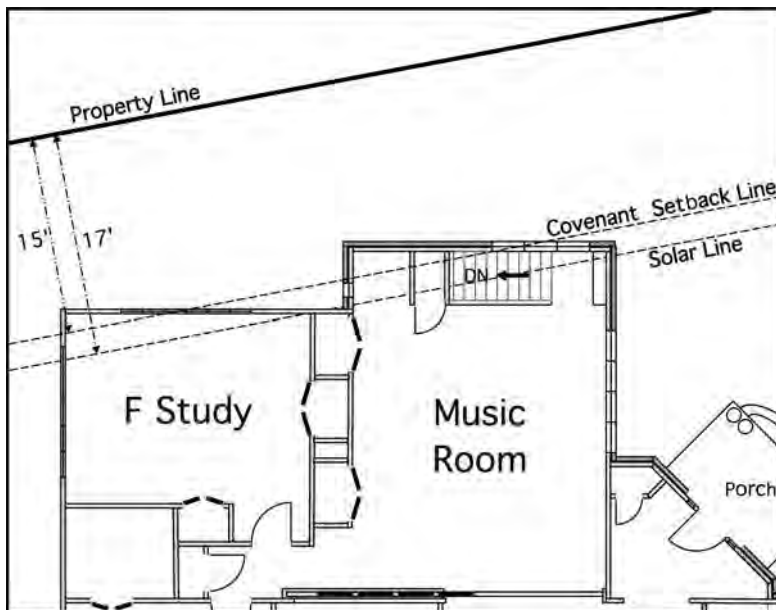 Property Line
15'
17'
Covenant Setback Line
Solar Line
DN
F Study
Music
Room
Porch